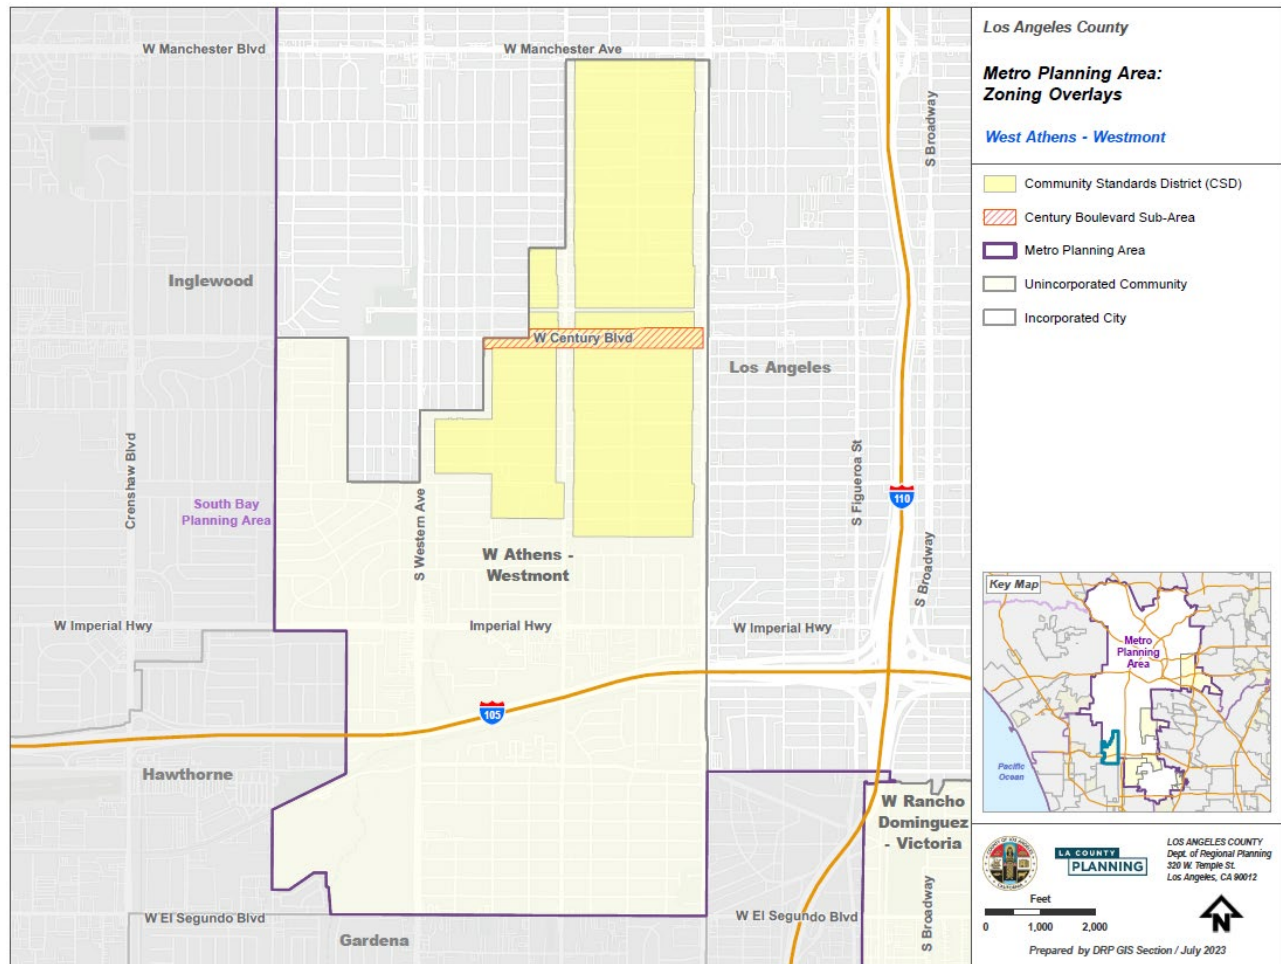 W Manchester Blvd
W Manchester Ave
S Broadway
Inglewood
W Century Blvd
Los Angeles
Crenshaw Blvd
South Bay
Planning Area
S Western Ave
S Figueroa St
110
W Athens -
Westmont
S Broadway
W Imperial Hwy
Imperial Hwy
W Imperial Hwy
105
Hawthorne
W Rancho
Dominguez
- Victoria
S Broadway
W El Segundo Blvd
W El Segundo Blvd
Gardena
Los Angeles County
Metro Planning Area:
Zoning Overlays
West Athens - Westmont
Community Standards District (CSD)
Century Boulevard Sub-Area
Metro Planning Area
Unincorporated Community
Incorporated City
Key Map
Metro
Planning
Area
Pacific
Ocean
LA COUNTY
PLANNING
LOS ANGELES COUNTY
Dept. of Regional Planning
320 W. Temple St.
Los Angeles, CA 90012
Feet
0 1,000 2,000
N
Prepared by DRP GIS Section / July 2023